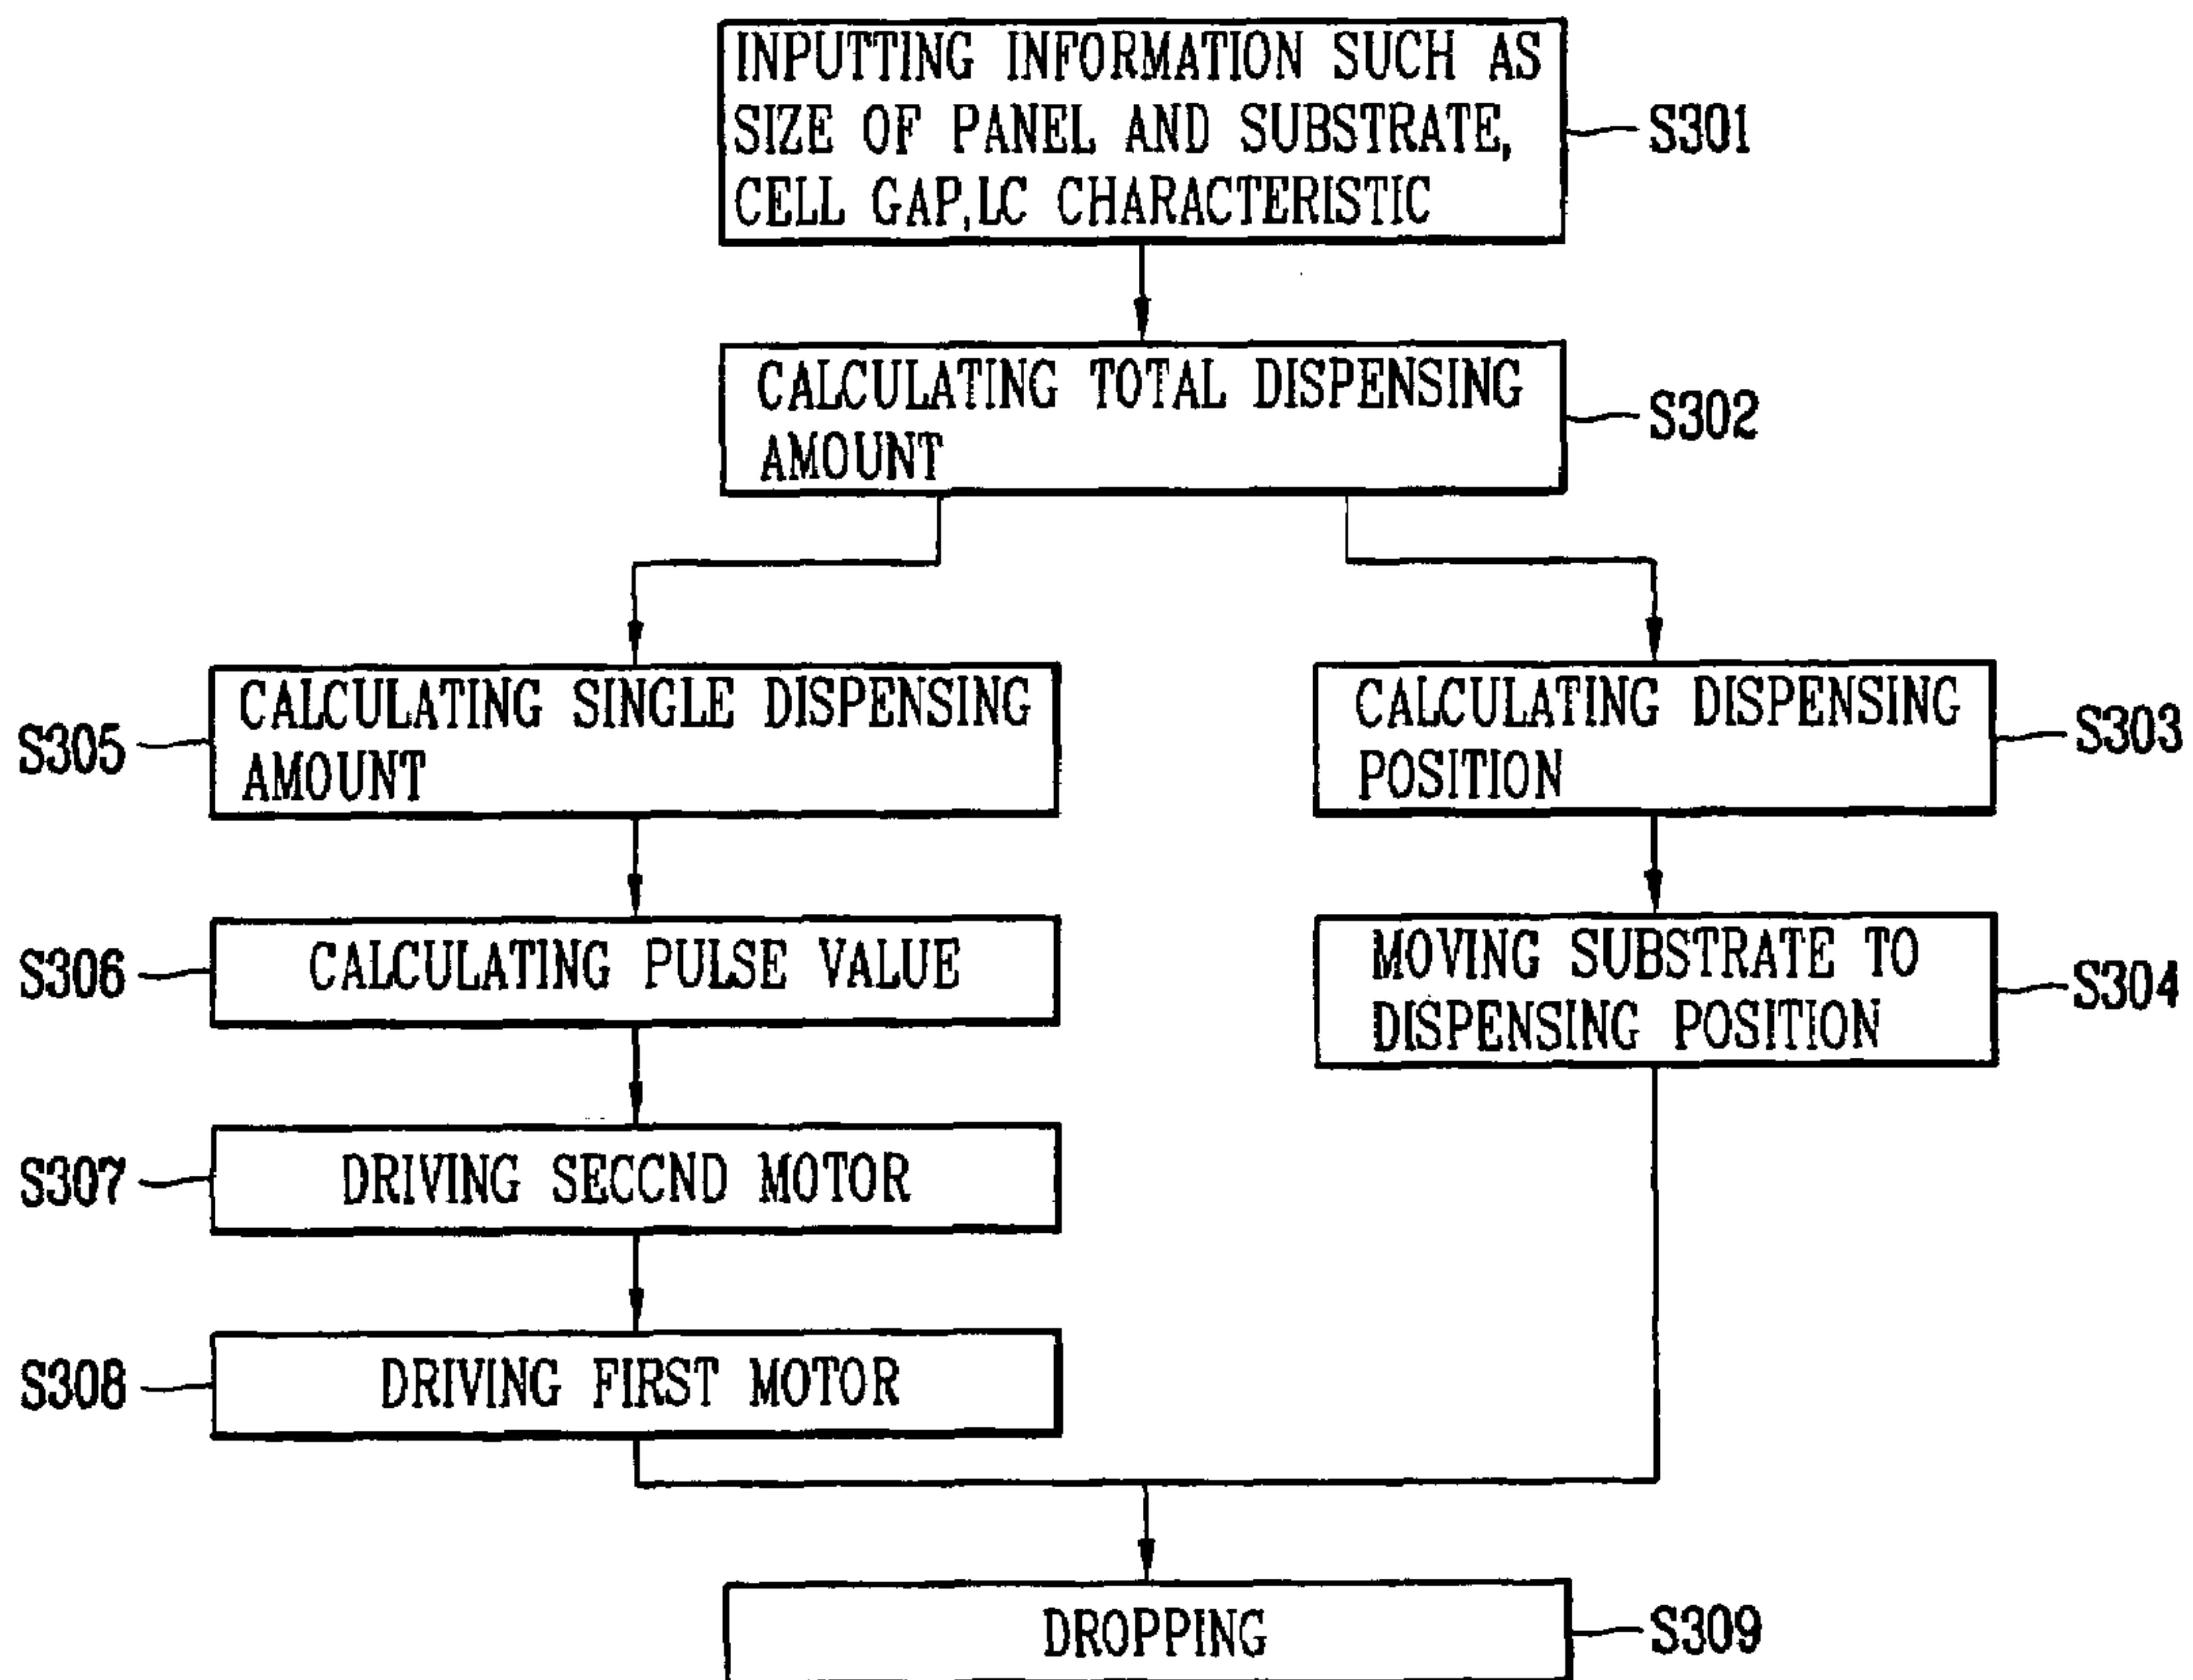 INPUTTING INFORMATION SUCH AS
SIZE OF PANEL AND SUBSTRATE,
CELL GAP,LC CHARACTERISTIC
S301
CALCULATING TOTAL DISPENSING
AMOUNT
S302
S305
CALCULATING SINGLE DISPENSING
AMOUNT
CALCULATING DISPENSING
POSITION
S303
S306
CALCULATING PULSE VALUE
MOVING SUBSTRATE TO
DISPENSING POSITION
S304
S307
DRIVING SECCND MOTOR
S308
DRIVING FIRST MOTOR
DROPPING
S309